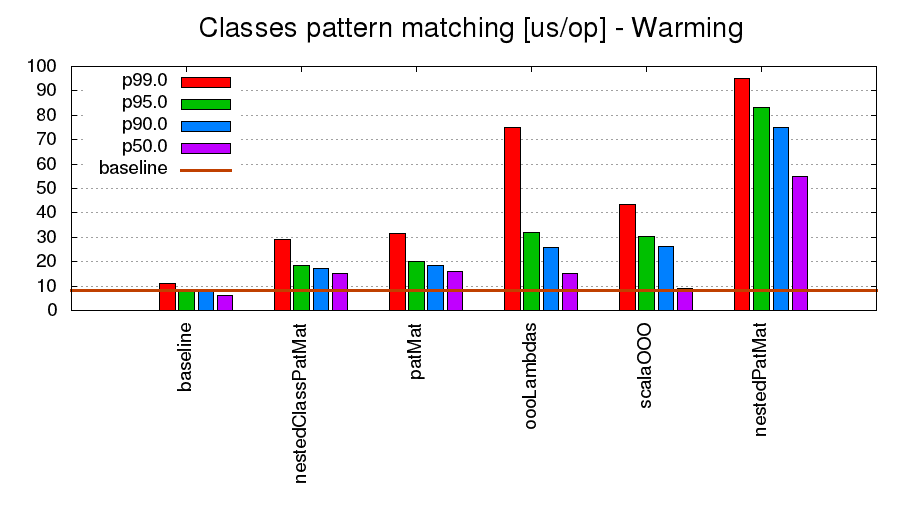 Classes pattern matching [us/op] - Warming
100
90
80
70
60
50
40
30
20
10
0
p99.0
p95.0
p90.0
p50.0
baseline
baseline
nestedClassPatMat
patMat
oooLambdas
scalaOOO
nestedPatMat